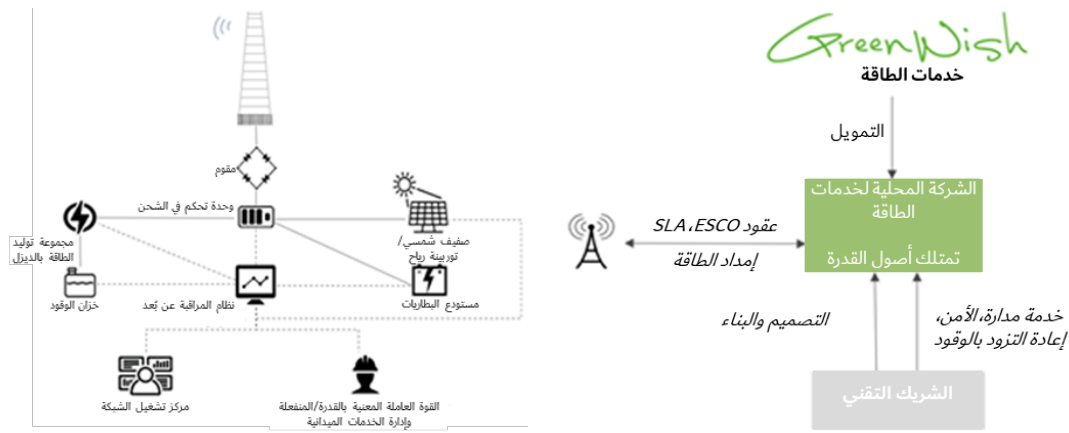 مقوم
وحدة تحكم في الشحن
مجموعة توليد
الطاقة بالديزل
صفيف شمسي/
توربينة رياح
خزان الوقود
نظام المراقبة عن بُعد
مستودع البطاريات
مركز تشغيل الشبكة
القوة العاملة المعنية بالقدرة/المنفعلة
وإدارة الخدمات الميدانية
GreenWish
خدمات الطاقة
التمويل
الشركة المحلية لخدمات
الطاقة
تمتلك أصول القدرة
عقود SLA ،ESCO
إمداد الطاقة
التصميم والبناء
خدمة مدارة، الأمن،
إعادة التزود بالوقود
الشريك التقني